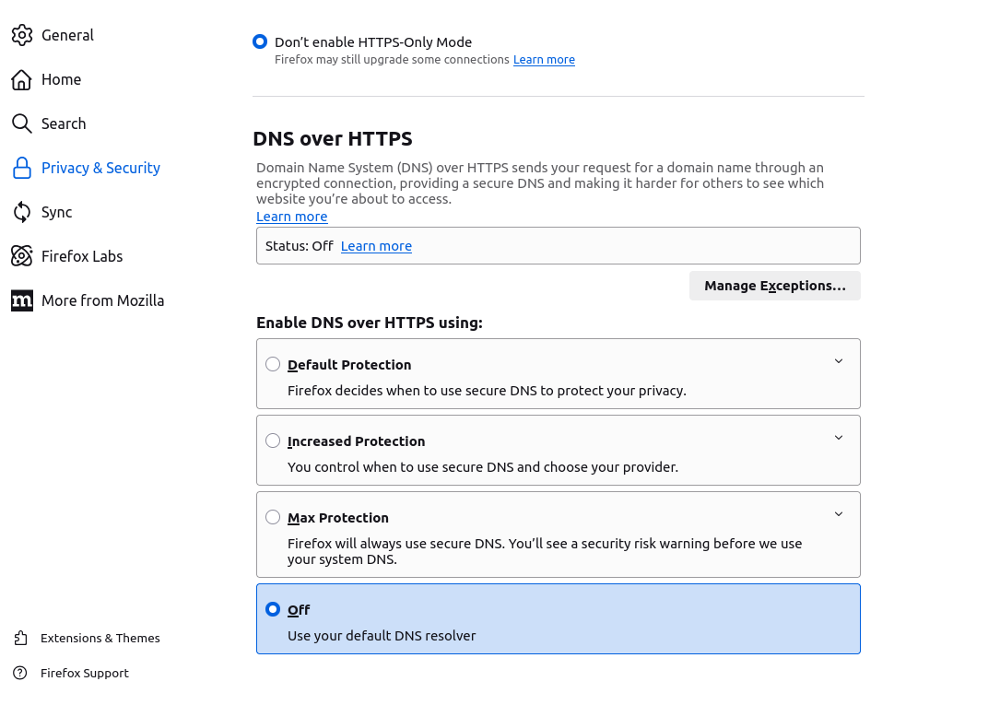 General
Home
Search
Privacy & Security
Sync
Firefox Labs
More from Mozilla
Extensions & Themes
Firefox Support
Don’t enable HTTPS-Only Mode
Firefox may still upgrade some connections Learn more
DNS over HTTPS
Domain Name System (DNS) over HTTPS sends your request for a domain name through an
encrypted connection, providing a secure DNS and making it harder for others to see which
website you’re about to access.
Learn more
Status: Off Learn more
Manage Exceptions…
Enable DNS over HTTPS using:
Default Protection
Firefox decides when to use secure DNS to protect your privacy.
Increased Protection
You control when to use secure DNS and choose your provider.
Max Protection
Firefox will always use secure DNS. You’ll see a security risk warning before we use
your system DNS.
Off
Use your default DNS resolver